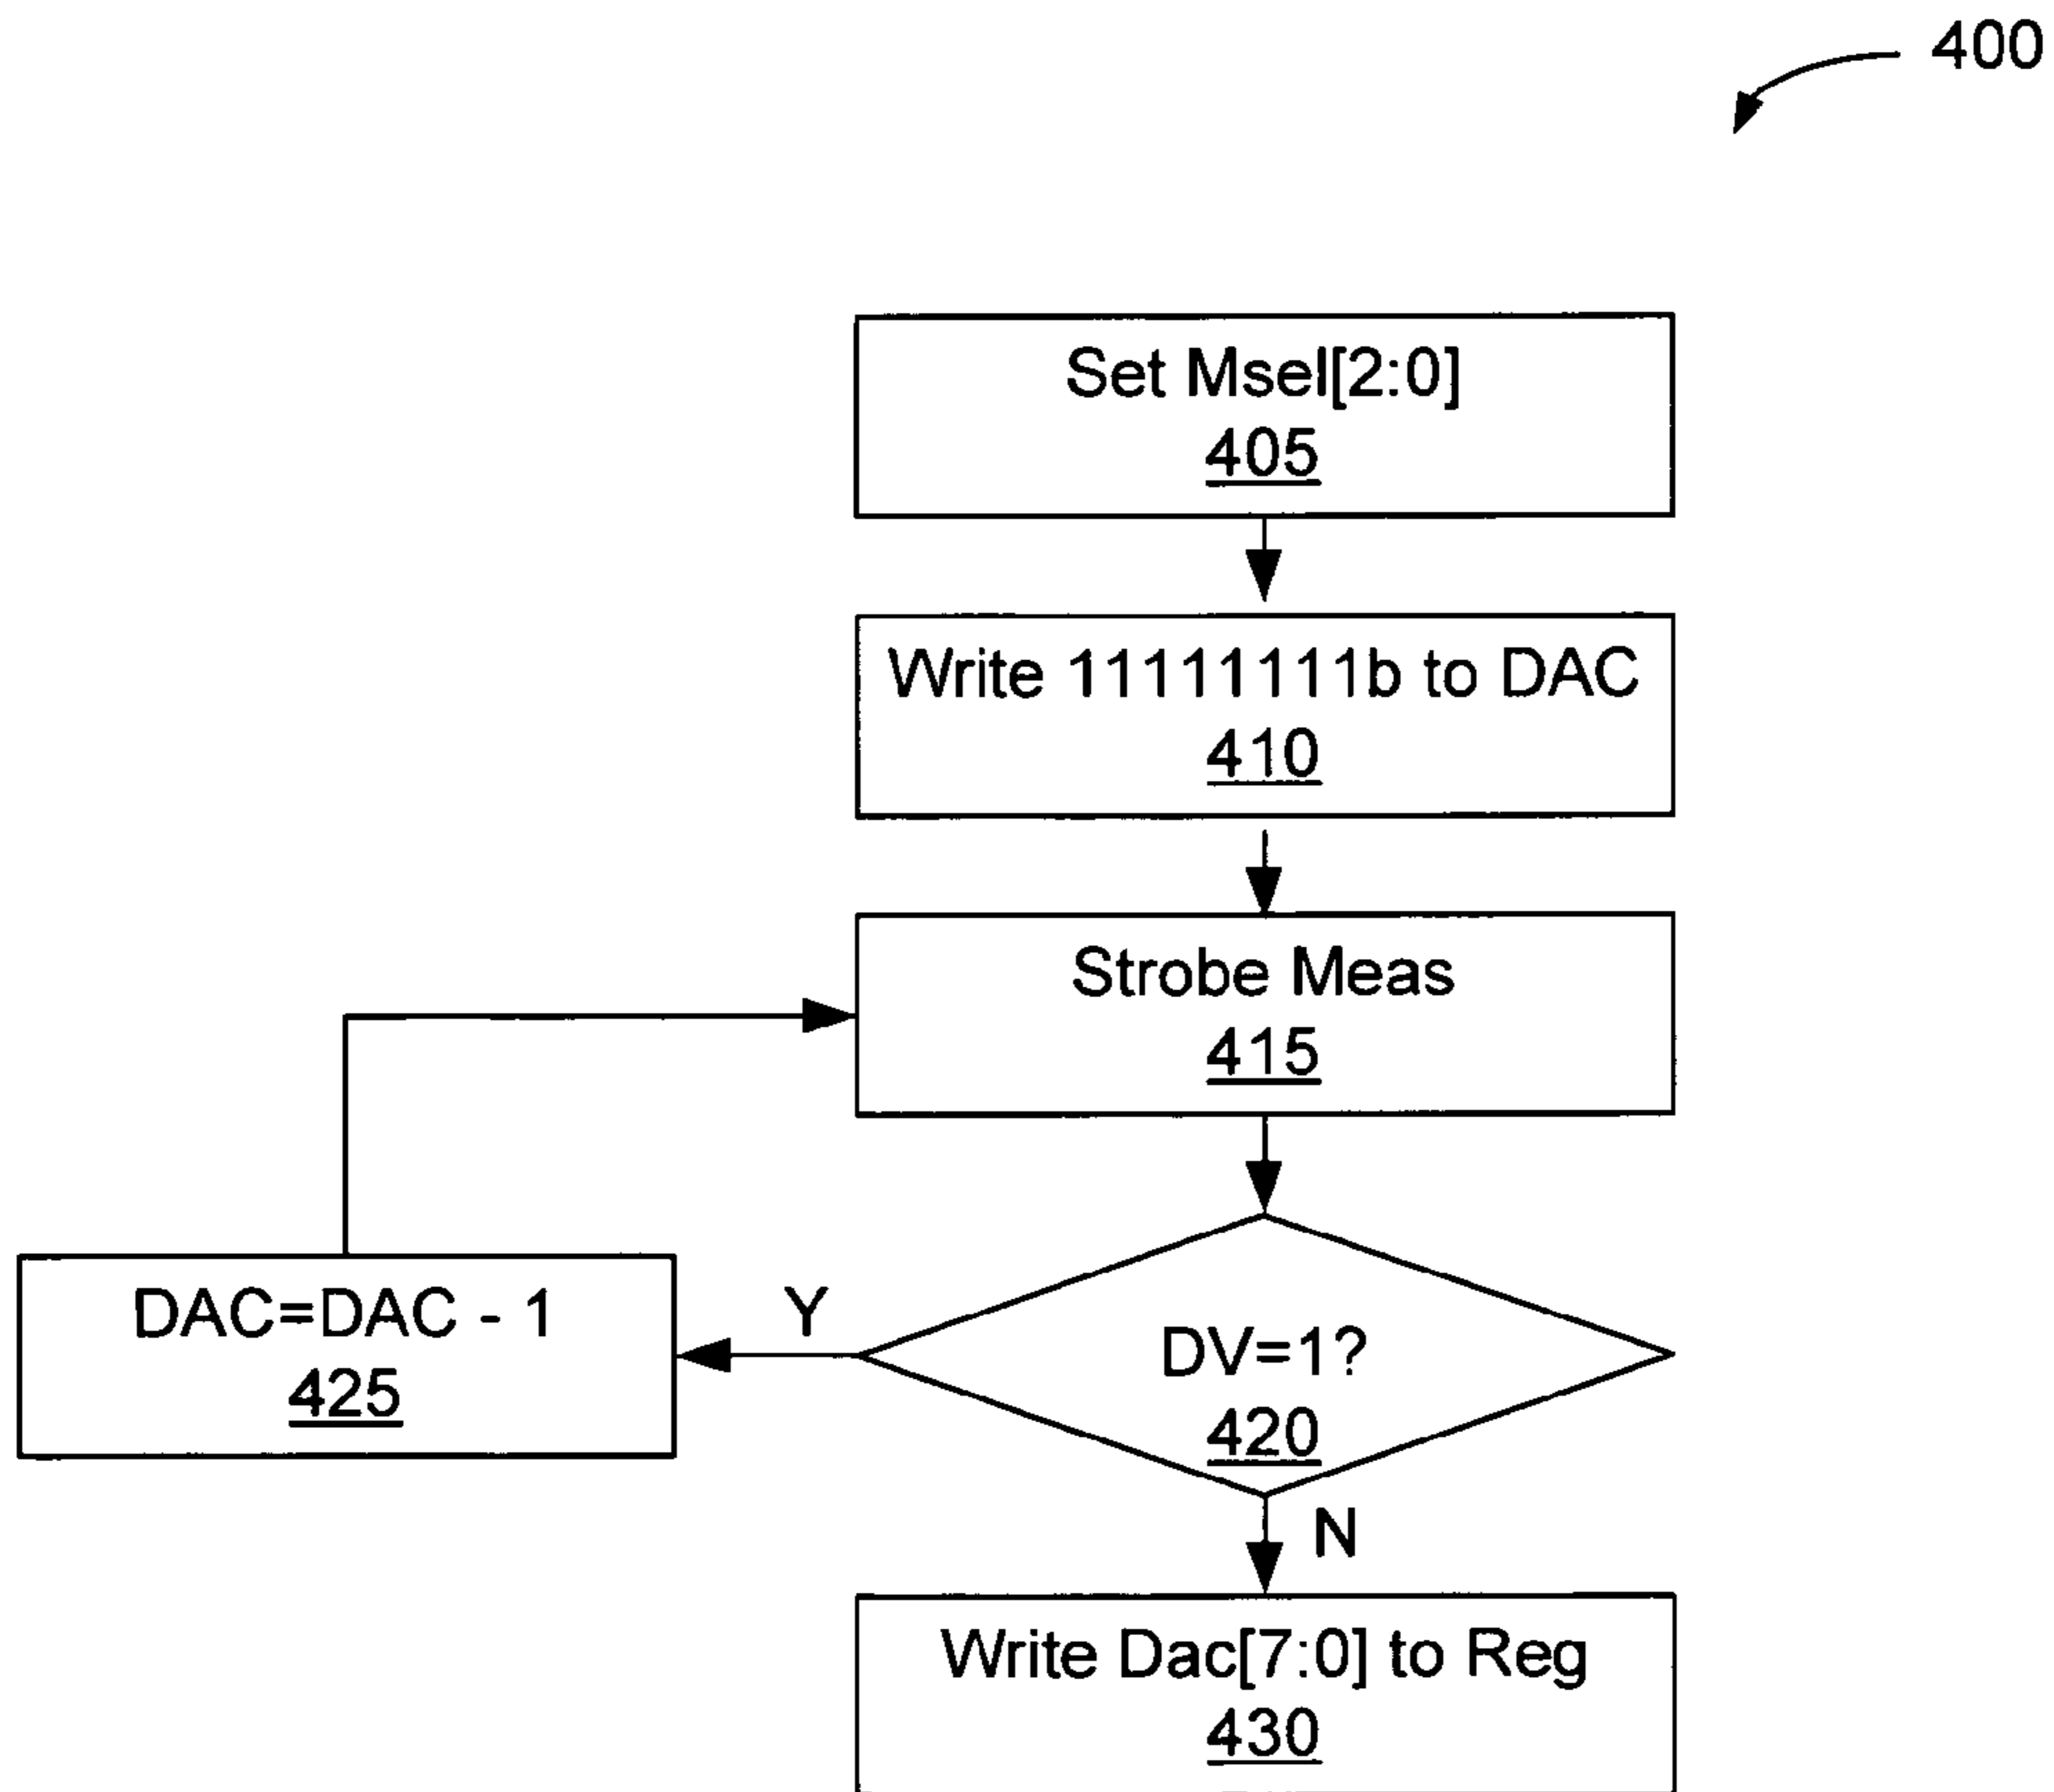 400
Set Msel[2:0]
405
Write 11111111b to DAC
410
Strobe Meas
415
DAC=DAC - 1
425
Y
DV=1?
420
N
Write Dac[7:0] to Reg
430